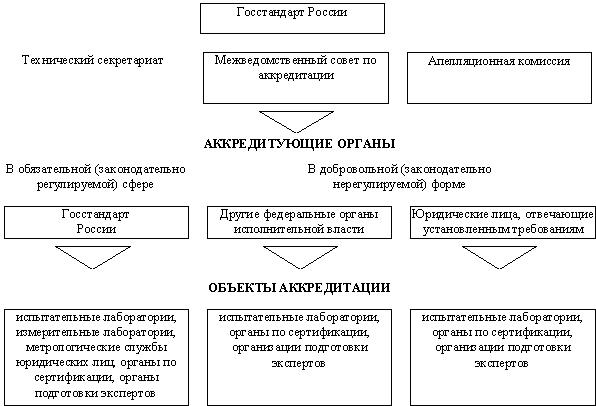 Госстандарт России
Технический секретариат
Межведомственный совет по
аккредитации
Апелляционная комиссия
АККРЕДИТУЮЩИЕ ОРГАНЫ
В обязательной (законодательно
регулируемой) сфере
В добровольной (законодательно
нерегулируемой) форме
Госстандарт
России
Другие федеральные органы
исполнительной власти
Юридические лица, отвечающие
установленным требованиям
ОБЪЕКТЫ АККРЕДИТАЦИИ
испытательные лаборатории,
измерительные лаборатории,
метрологические службы
юридических лиц, органы по
сертификации, органы
подготовки экспертов
испытательные лаборатории,
органы по сертификации,
организации подготовки
экспертов
испытательные лаборатории,
органы по сертификации,
организации подготовки
экспертов